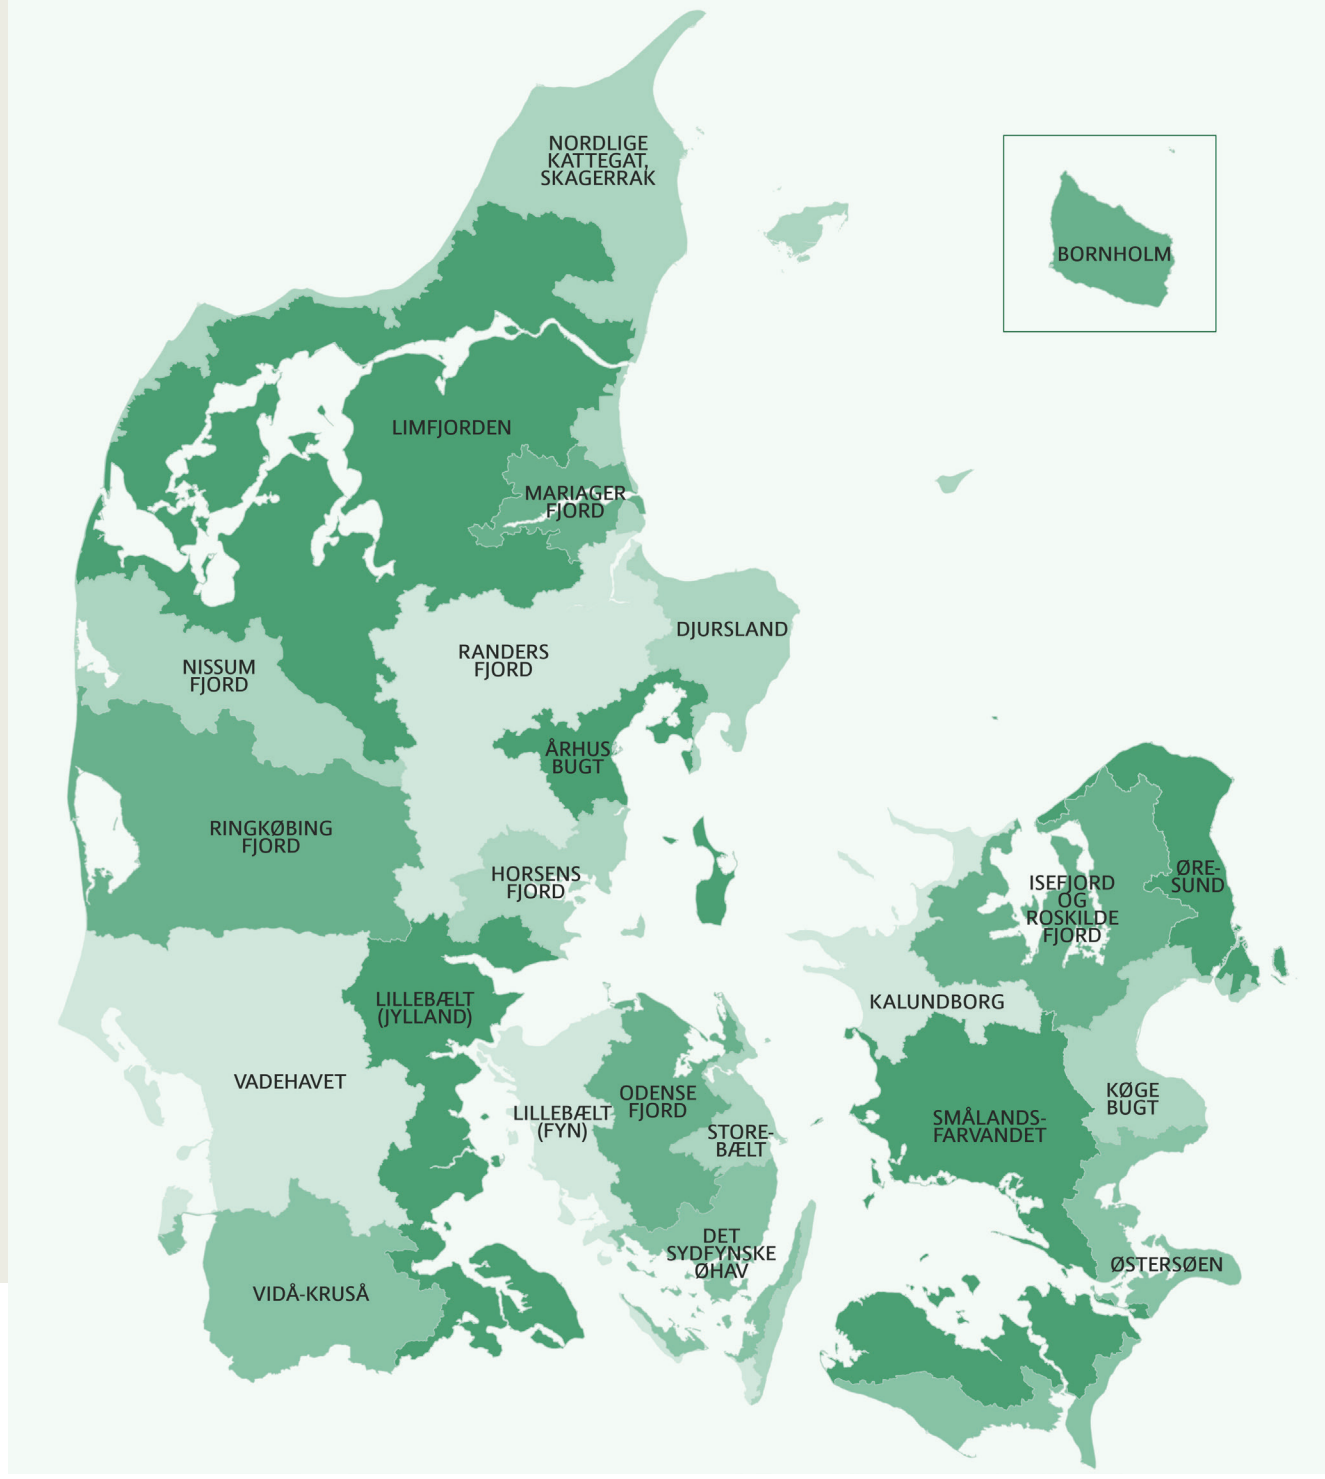 NORDLIGE
KATTEGAT,
SKAGERRAK
BORNHOLM
LIMFJORDEN
MARIAGER
FJORD
DJURSLAND
RANDERS
FJORD
NISSUM
FJORD
ÅRHUS
BUGT
RINGKØBING
FJORD
HORSENS
FJORD
ØRE-
SUND
ISEFJORD
OG
ROSKILDE
FJORD
LILLEBÆLT
(JYLLAND)
KALUNDBORG
VADEHAVET
ODENSE
FJORD
KØGE
BUGT
LILLEBÆLT
(FYN)
STORE-
BÆLT
SMÅLANDS-
FARVANDET
DET
SYDFYNSKE
ØHAV
ØSTERSØEN
VIDÅ-KRUSÅ